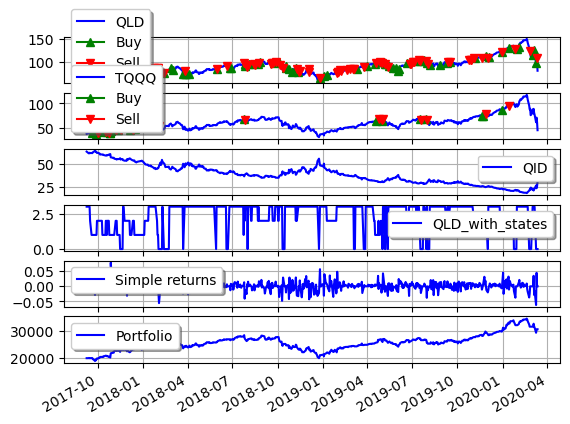 QLD
Buy
Sell
150
100
TQQQ
Buy
Sell
100
50
QID
50
25
QLD_with_states
2.5
0.0
Simple returns
0.05
0.00
−0.05
Portfolio
30000
20000
2017-10 2018-01 2018-04 2018-07 2018-10 2019-01 2019-04 2019-07 2019-10 2020-01 2020-04